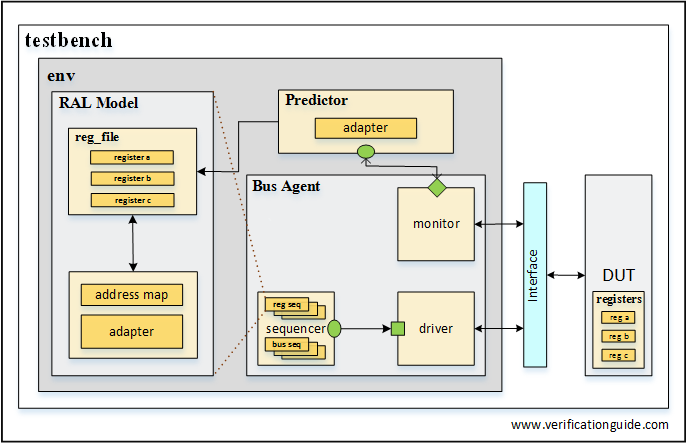 testbench
env
RAL Model
reg_file
register a
register b
register c
address map
adapter
Predictor
adapter
Bus Agent
monitor
reg seq
sequencer
bus seq
driver
Interface
DUT
registers
reg a
reg b
reg c
www.verificationguide.com